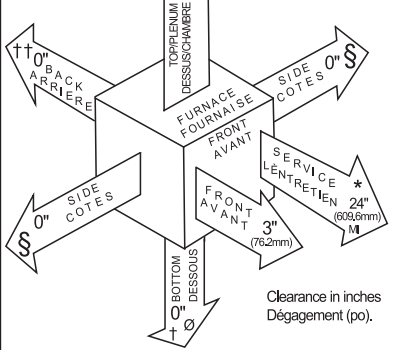 TOP/PLENUM
DESSUS/CHAMBRE
††0"
BACK
ARRIERE
SIDE
COTES
0" §
FURNACE
FOURNAISE
FRONT
AVANT
SERVICE
L'ÈNTRETIEN
*
24"
(609,6mm)
MI
FRONT
AVANT
3"
(76.2mm)
§ 0"
SIDE
COTES
BOTTOM
DESSOUS
0"
† Ø
Clearance in inches
Dégagement (po).